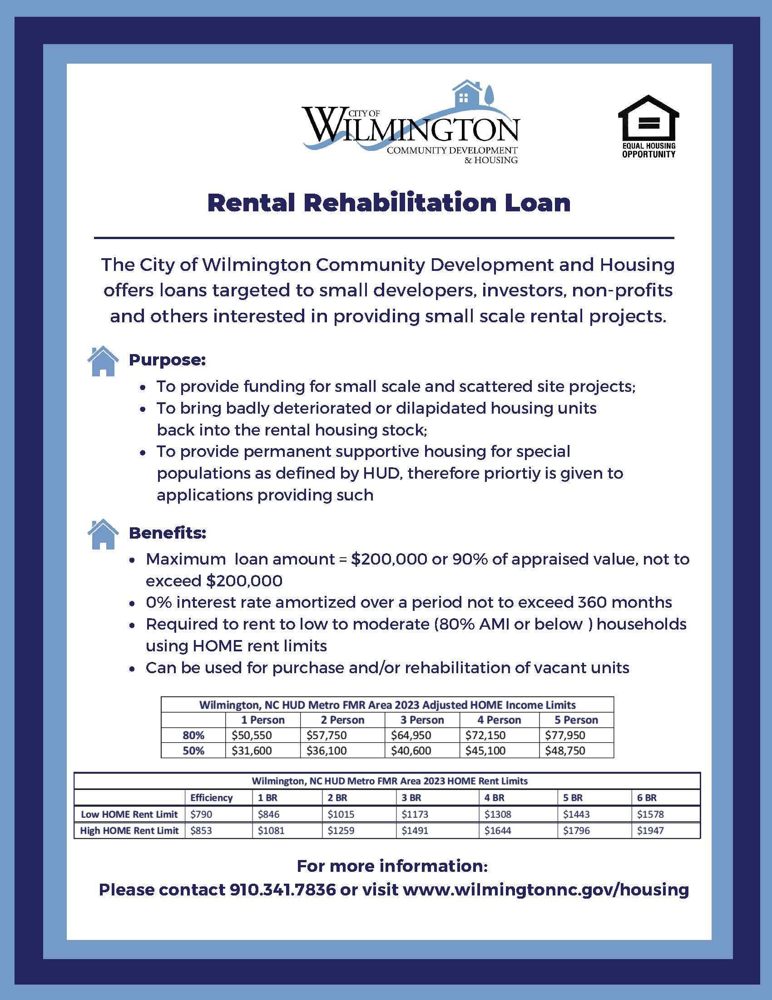 CITY OF
WILMINGTON
COMMUNITY DEVELOPMENT
& HOUSING
EQUAL HOUSING
OPPORTUNITY
Rental Rehabilitation Loan
The City of Wilmington Community Development and Housing
offers loans targeted to small developers, investors, non-profits
and others interested in providing small scale rental projects.
Purpose:
• To provide funding for small scale and scattered site projects;
• To bring badly deteriorated or dilapidated housing units
back into the rental housing stock;
• To provide permanent supportive housing for special
populations as defined by HUD, therefore priortiy is given to
applications providing such
Benefits:
• Maximum loan amount = $200,000 or 90% of appraised value, not to
exceed $200,000
• 0% interest rate amortized over a period not to exceed 360 months
• Required to rent to low to moderate (80% AMI or below ) households
using HOME rent limits
• Can be used for purchase and/or rehabilitation of vacant units
Wilmington, NC HUD Metro FMR Area 2023 Adjusted HOME Income Limits
1 Person 2 Person 3 Person 4 Person 5 Person
80% $50,550 $57,750 $64,950 $72,150 $77,950
50% $31,600 $36,100 $40,600 $45,100 $48,750
Wilmington, NC HUD Metro FMR Area 2023 HOME Rent Limits
Efficiency 1 BR 2 BR 3 BR 4 BR 5 BR 6 BR
Low HOME Rent Limit $790 $846 $1015 $1173 $1308 $1443 $1578
High HOME Rent Limit $853 $1081 $1259 $1491 $1644 $1796 $1947
For more information:
Please contact 910.341.7836 or visit www.wilmingtonnc.gov/housing